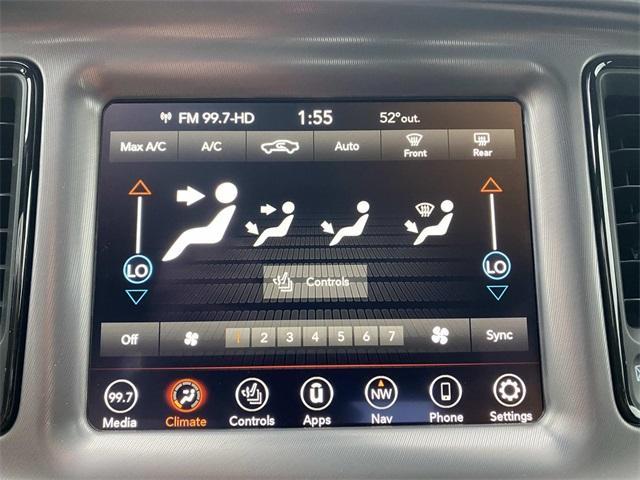 FM 99.7-HD 1:55 52°out.
Max A/C A/C Auto Front Rear
LO LO
Controls
Off 1 2 3 4 5 6 7 Sync
99.7 NW
Media Climate Controls Apps Nav Phone Settings